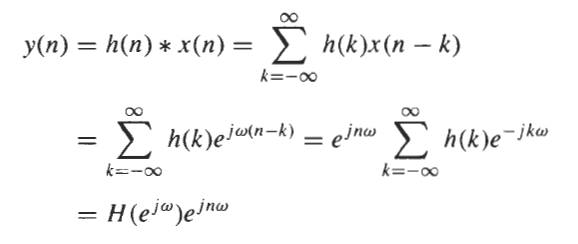 y(n) = h(n) * x(n) = ∑_{k=-∞}^{∞} h(k)x(n − k)
= ∑_{k=-∞}^{∞} h(k)e^{jω(n−k)} = e^{jnω} ∑_{k=-∞}^{∞} h(k)e^{−jkω}
= H(e^{jω})e^{jnω}